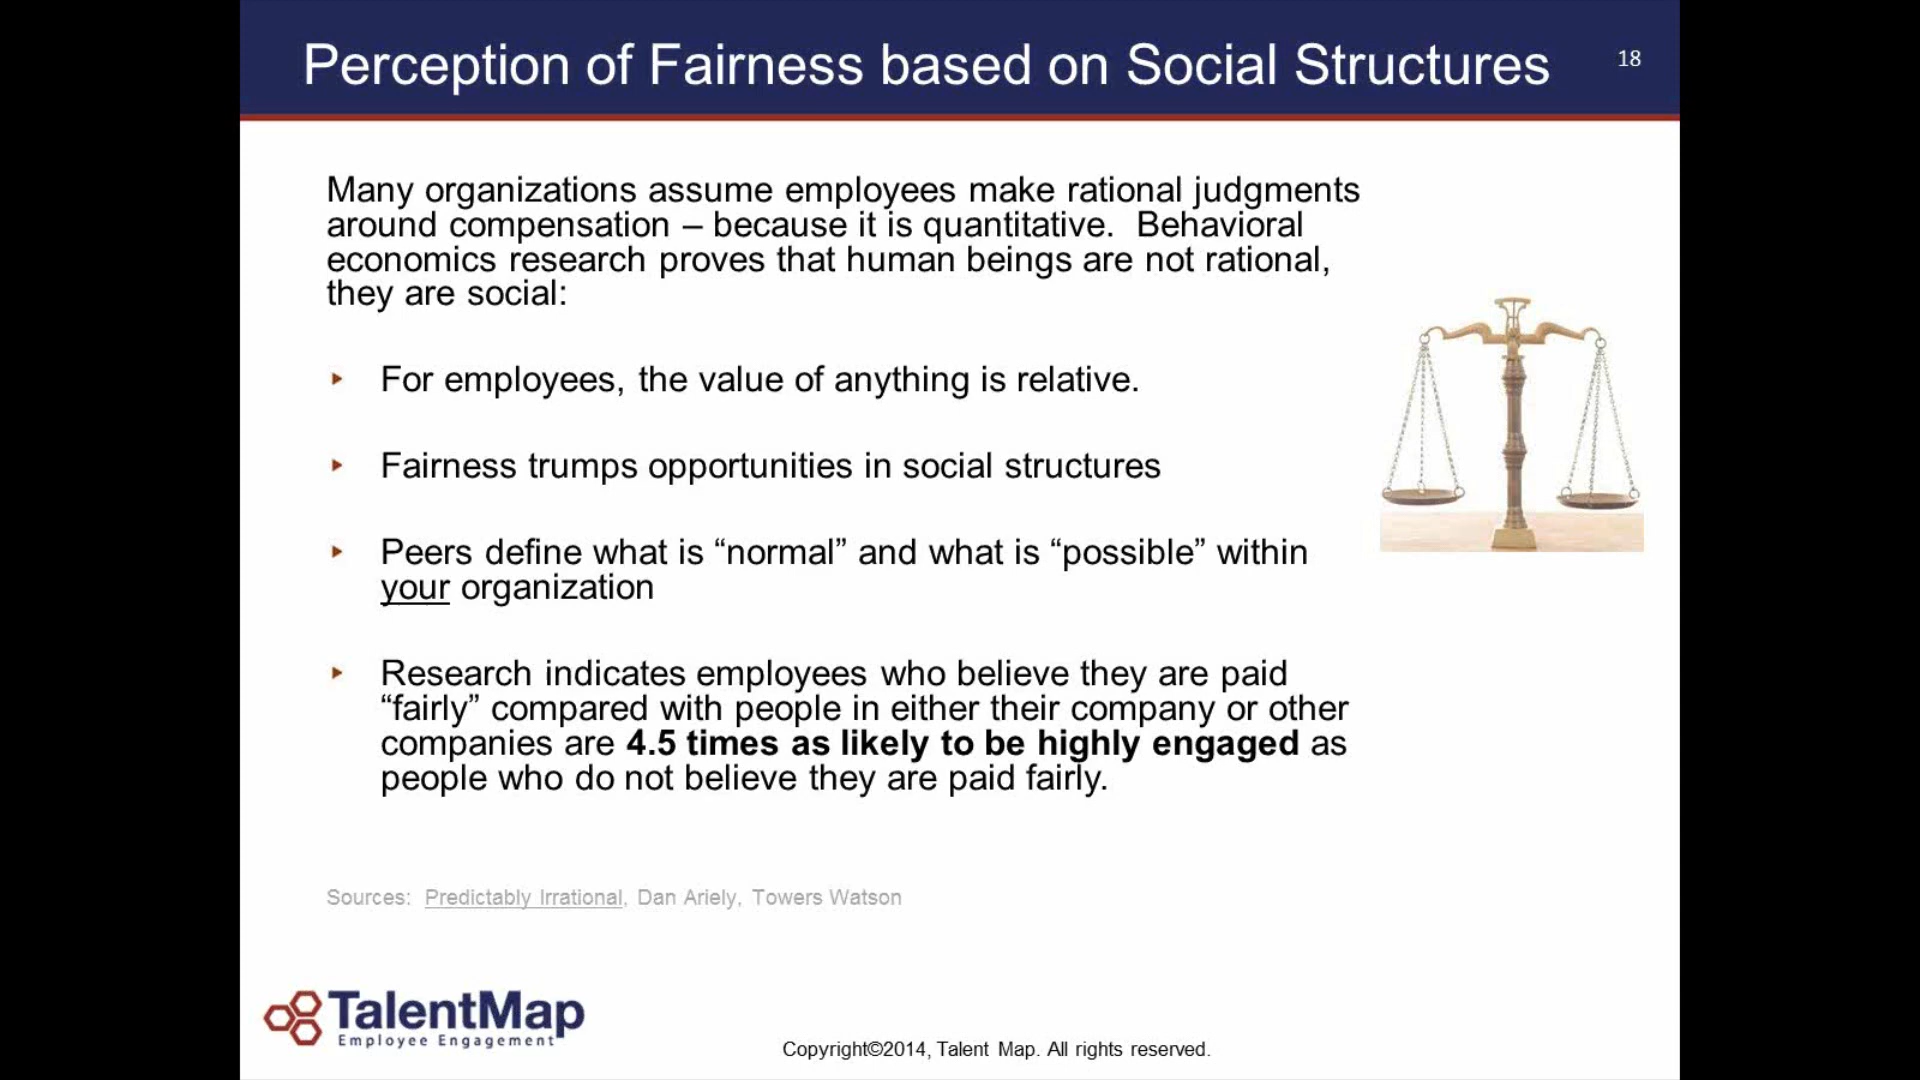 Perception of Fairness based on Social Structures
18
Many organizations assume employees make rational judgments
around compensation – because it is quantitative.  Behavioral
economics research proves that human beings are not rational,
they are social:
For employees, the value of anything is relative.
Fairness trumps opportunities in social structures
Peers define what is “normal” and what is “possible” within
your organization
Research indicates employees who believe they are paid
“fairly” compared with people in either their company or other
companies are 4.5 times as likely to be highly engaged as
people who do not believe they are paid fairly.
Sources:  Predictably Irrational, Dan Ariely, Towers Watson
TalentMap
Employee Engagement
Copyright©2014, Talent Map. All rights reserved.